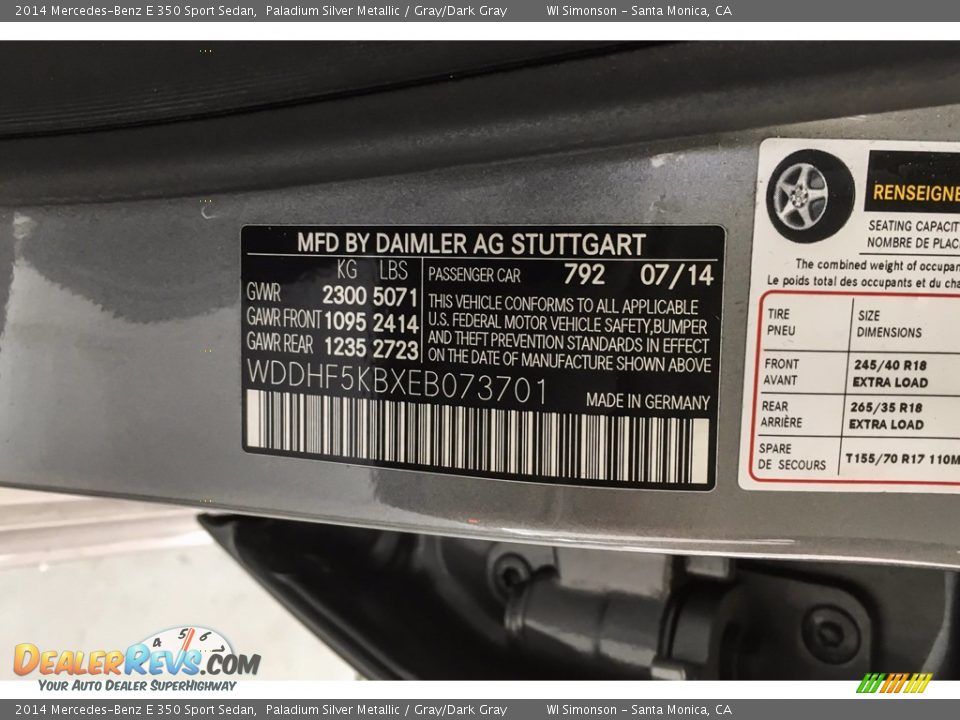 2014 Mercedes-Benz E 350 Sport Sedan, Paladium Silver Metallic / Gray/Dark Gray WI Simonson - Santa Monica, CA
MFD BY DAIMLER AG STUTTGART
KG LBS
GVWR 2300 5071
GAWR FRONT 1095 2414
GAWR REAR 1235 2723
PASSENGER CAR 792 07/14
THIS VEHICLE CONFORMS TO ALL APPLICABLE
U.S. FEDERAL MOTOR VEHICLE SAFETY,BUMPER
AND THEFT PREVENTION STANDARDS IN EFFECT
ON THE DATE OF MANUFACTURE SHOWN ABOVE
WDDHF5KBXEB073701
MADE IN GERMANY
RENSEIGNE
SEATING CAPACIT
NOMBRE DE PLAC
The combined weight of occupan
Le poids total des occupants et du cha
TIRE SIZE
PNEU DIMENSIONS
FRONT 245/40 R18
AVANT EXTRA LOAD
REAR 265/35 R18
ARRIÈRE EXTRA LOAD
SPARE
DE SECOURS T155/70 R17 110M
4 5 6
DEALERREVS.COM
YOUR AUTO DEALER SUPERHIGHWAY
2014 Mercedes-Benz E 350 Sport Sedan, Paladium Silver Metallic / Gray/Dark Gray WI Simonson - Santa Monica, CA